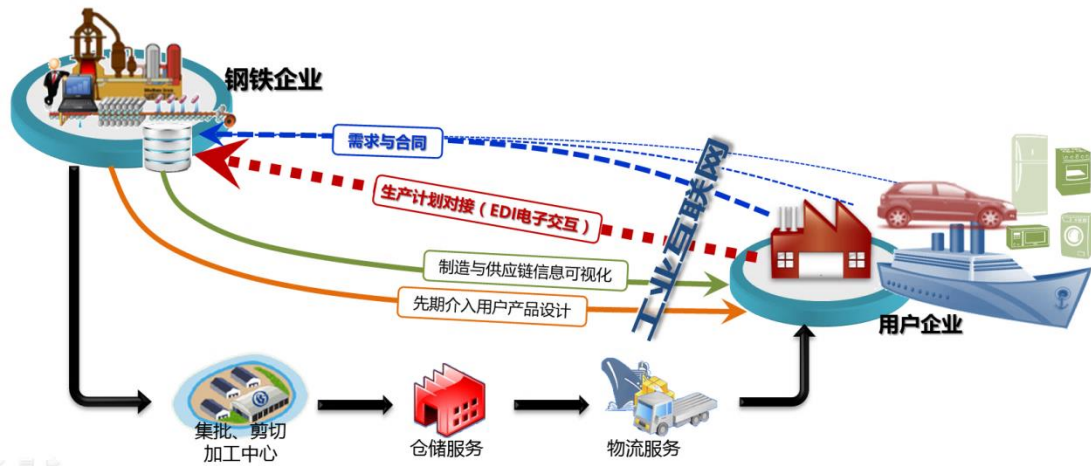 钢铁企业
需求与合同
生产计划对接（EDI电子交互）
工业互联网
制造与供应链信息可视化
先期介入用户产品设计
用户企业
集批、剪切
加工中心
仓储服务
物流服务